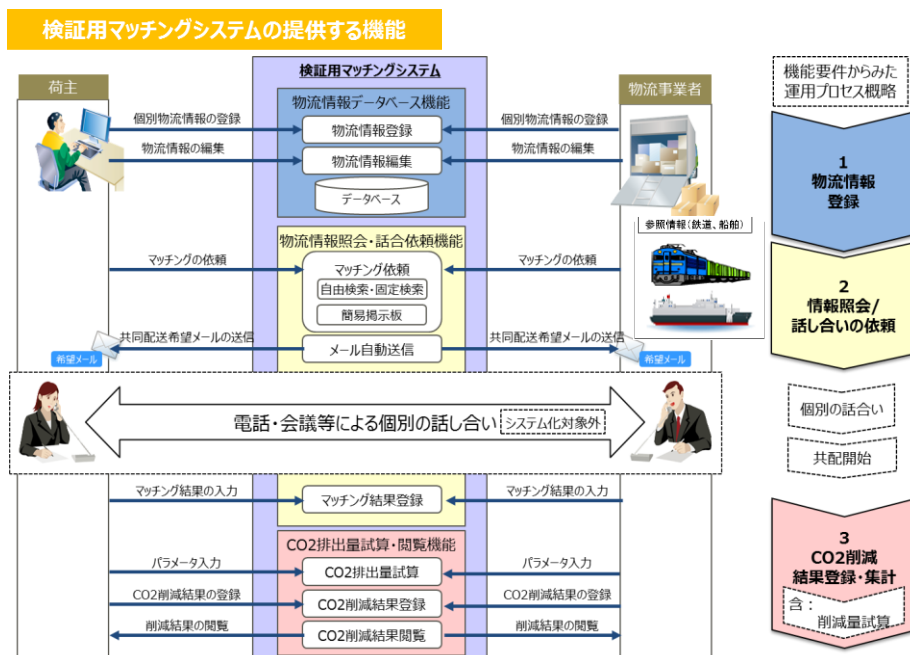 検証用マッチングシステムの提供する機能
荷主
検証用マッチングシステム
物流事業者
機能要件からみた
運用プロセス概略
物流情報データベース機能
個別物流情報の登録
物流情報登録
個別物流情報の登録
物流情報の編集
物流情報編集
物流情報の編集
データベース
1
物流情報
登録
参照情報(鉄道、船舶)
物流情報照会・話合依頼機能
マッチングの依頼
マッチング依頼
マッチングの依頼
自由検索・固定検索
簡易掲示板
2
情報照会/
話し合いの依頼
共同配送希望メールの送信
メール自動送信
共同配送希望メールの送信
希望メール
希望メール
電話・会議等による個別の話し合い
システム化対象外
個別の話合い
共配開始
マッチング結果の入力
マッチング結果登録
マッチング結果の入力
CO2排出量試算・閲覧機能
パラメータ入力
CO2排出量試算
パラメータ入力
CO2削減結果の登録
CO2削減結果登録
CO2削減結果の登録
削減結果の閲覧
CO2削減結果閲覧
削減結果の閲覧
3
CO2削減
結果登録・集計
含:
削減量試算